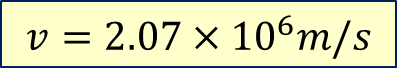 v = 2.07 × 10⁶m/s